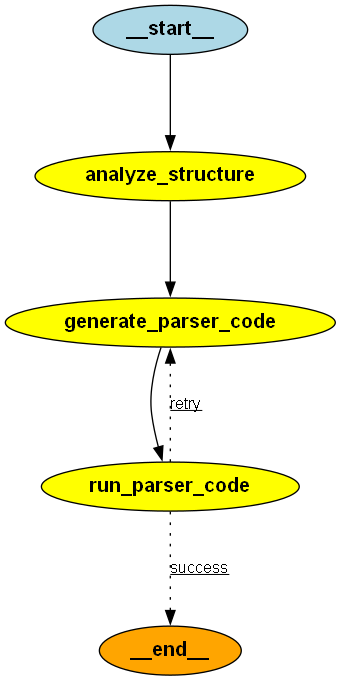 __start__
analyze_structure
generate_parser_code
retry
run_parser_code
success
__end__